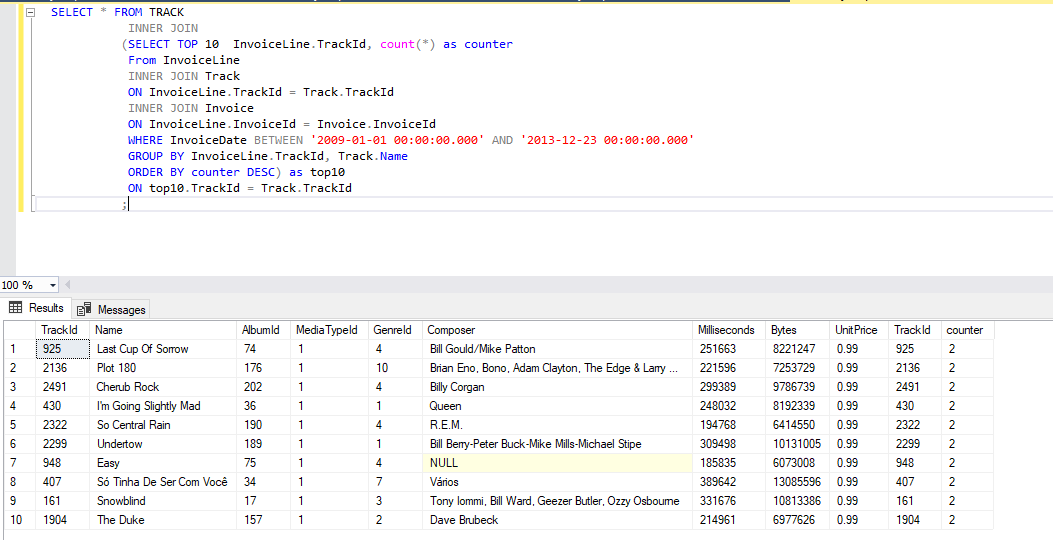 SELECT * FROM TRACK
INNER JOIN
(SELECT TOP 10 InvoiceLine.TrackId, count(*) as counter
From InvoiceLine
INNER JOIN Track
ON InvoiceLine.TrackId = Track.TrackId
INNER JOIN Invoice
ON InvoiceLine.InvoiceId = Invoice.InvoiceId
WHERE InvoiceDate BETWEEN '2009-01-01 00:00:00.000' AND '2013-12-23 00:00:00.000'
GROUP BY InvoiceLine.TrackId, Track.Name
ORDER BY counter DESC) as top10
ON top10.TrackId = Track.TrackId
;
100 %
Results Messages
TrackId Name AlbumId MediaTypeId GenreId Composer Milliseconds Bytes UnitPrice TrackId counter
1 925 Last Cup Of Sorrow 74 1 4 Bill Gould/Mike Patton 251663 8221247 0.99 925 2
2 2136 Plot 180 176 1 10 Brian Eno, Bono, Adam Clayton, The Edge & Larry ... 221596 7253729 0.99 2136 2
3 2491 Cherub Rock 202 1 4 Billy Corgan 299389 9786739 0.99 2491 2
4 430 I'm Going Slightly Mad 36 1 1 Queen 248032 8192339 0.99 430 2
5 2322 So Central Rain 190 1 4 R.E.M. 194768 6414550 0.99 2322 2
6 2299 Undertow 189 1 1 Bill Berry-Peter Buck-Mike Mills-Michael Stipe 309498 10131005 0.99 2299 2
7 948 Easy 75 1 4 NULL 185835 6073008 0.99 948 2
8 407 Só Tinha De Ser Com Você 34 1 7 Vários 389642 13085596 0.99 407 2
9 161 Snowblind 17 1 3 Tony Iommi, Bill Ward, Geezer Butler, Ozzy Osbourne 331676 10813386 0.99 161 2
10 1904 The Duke 157 1 2 Dave Brubeck 214961 6977626 0.99 1904 2